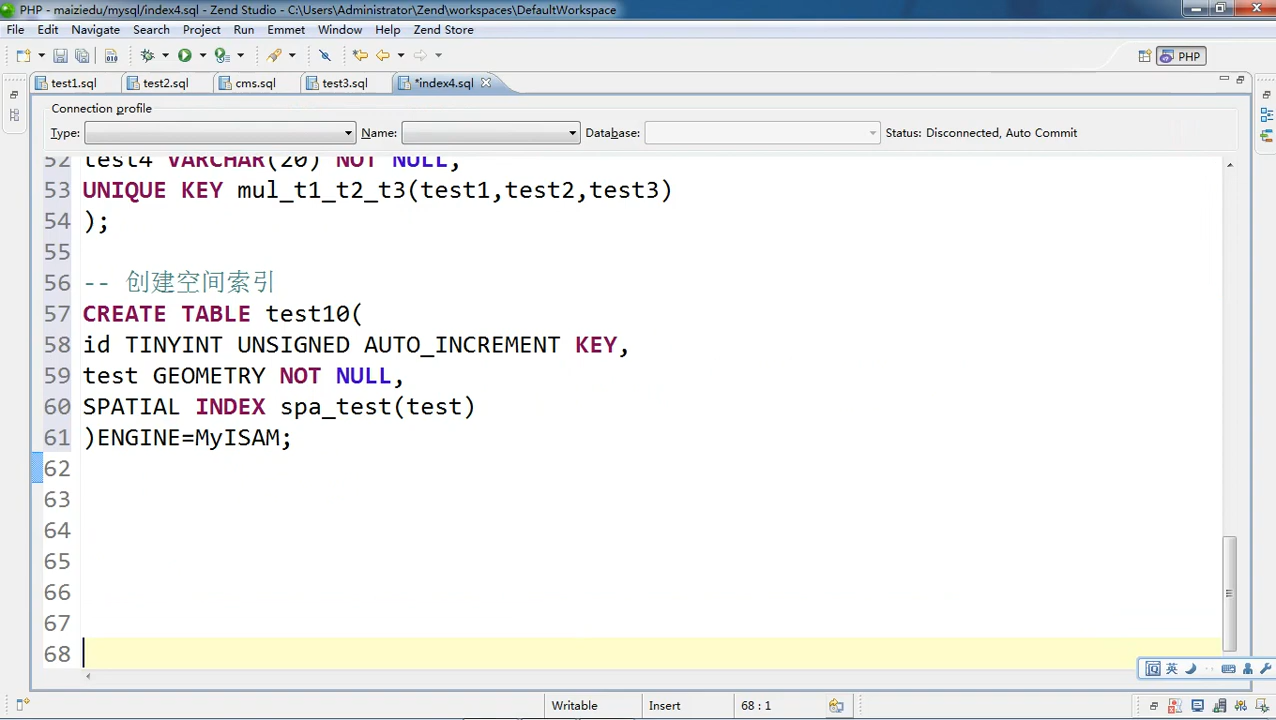 PHP - maiziedu/mysql/index4.sql - Zend Studio - C:\Users\Administrator\Zend\workspaces\DefaultWorkspace
File Edit Navigate Search Project Run Emmet Window Help Zend Store
PHP
test1.sql test2.sql cms.sql test3.sql *index4.sql
Connection profile
Type: Name: Database: Status: Disconnected, Auto Commit
52 test4 VARCHAR(20) NOT NULL,
53 UNIQUE KEY mul_t1_t2_t3(test1,test2,test3)
54 );
55
56 -- 创建空间索引
57 CREATE TABLE test10(
58 id TINYINT UNSIGNED AUTO_INCREMENT KEY,
59 test GEOMETRY NOT NULL,
60 SPATIAL INDEX spa_test(test)
61 )ENGINE=MyISAM;
62
63
64
65
66
67
68
英
Writable Insert 68 : 1